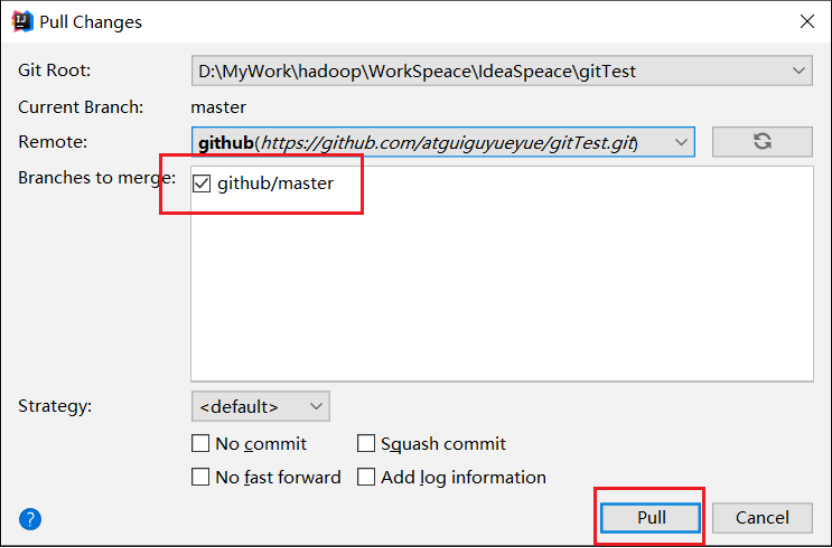 Pull Changes
Git Root: D:\MyWork\hadoop\WorkSpeace\IdeaSpeace\gitTest
Current Branch: master
Remote: github(https://github.com/atguiguyueyue/gitTest.git)
Branches to merge: github/master
Strategy: <default>
No commit Squash commit
No fast forward Add log information
? Pull Cancel